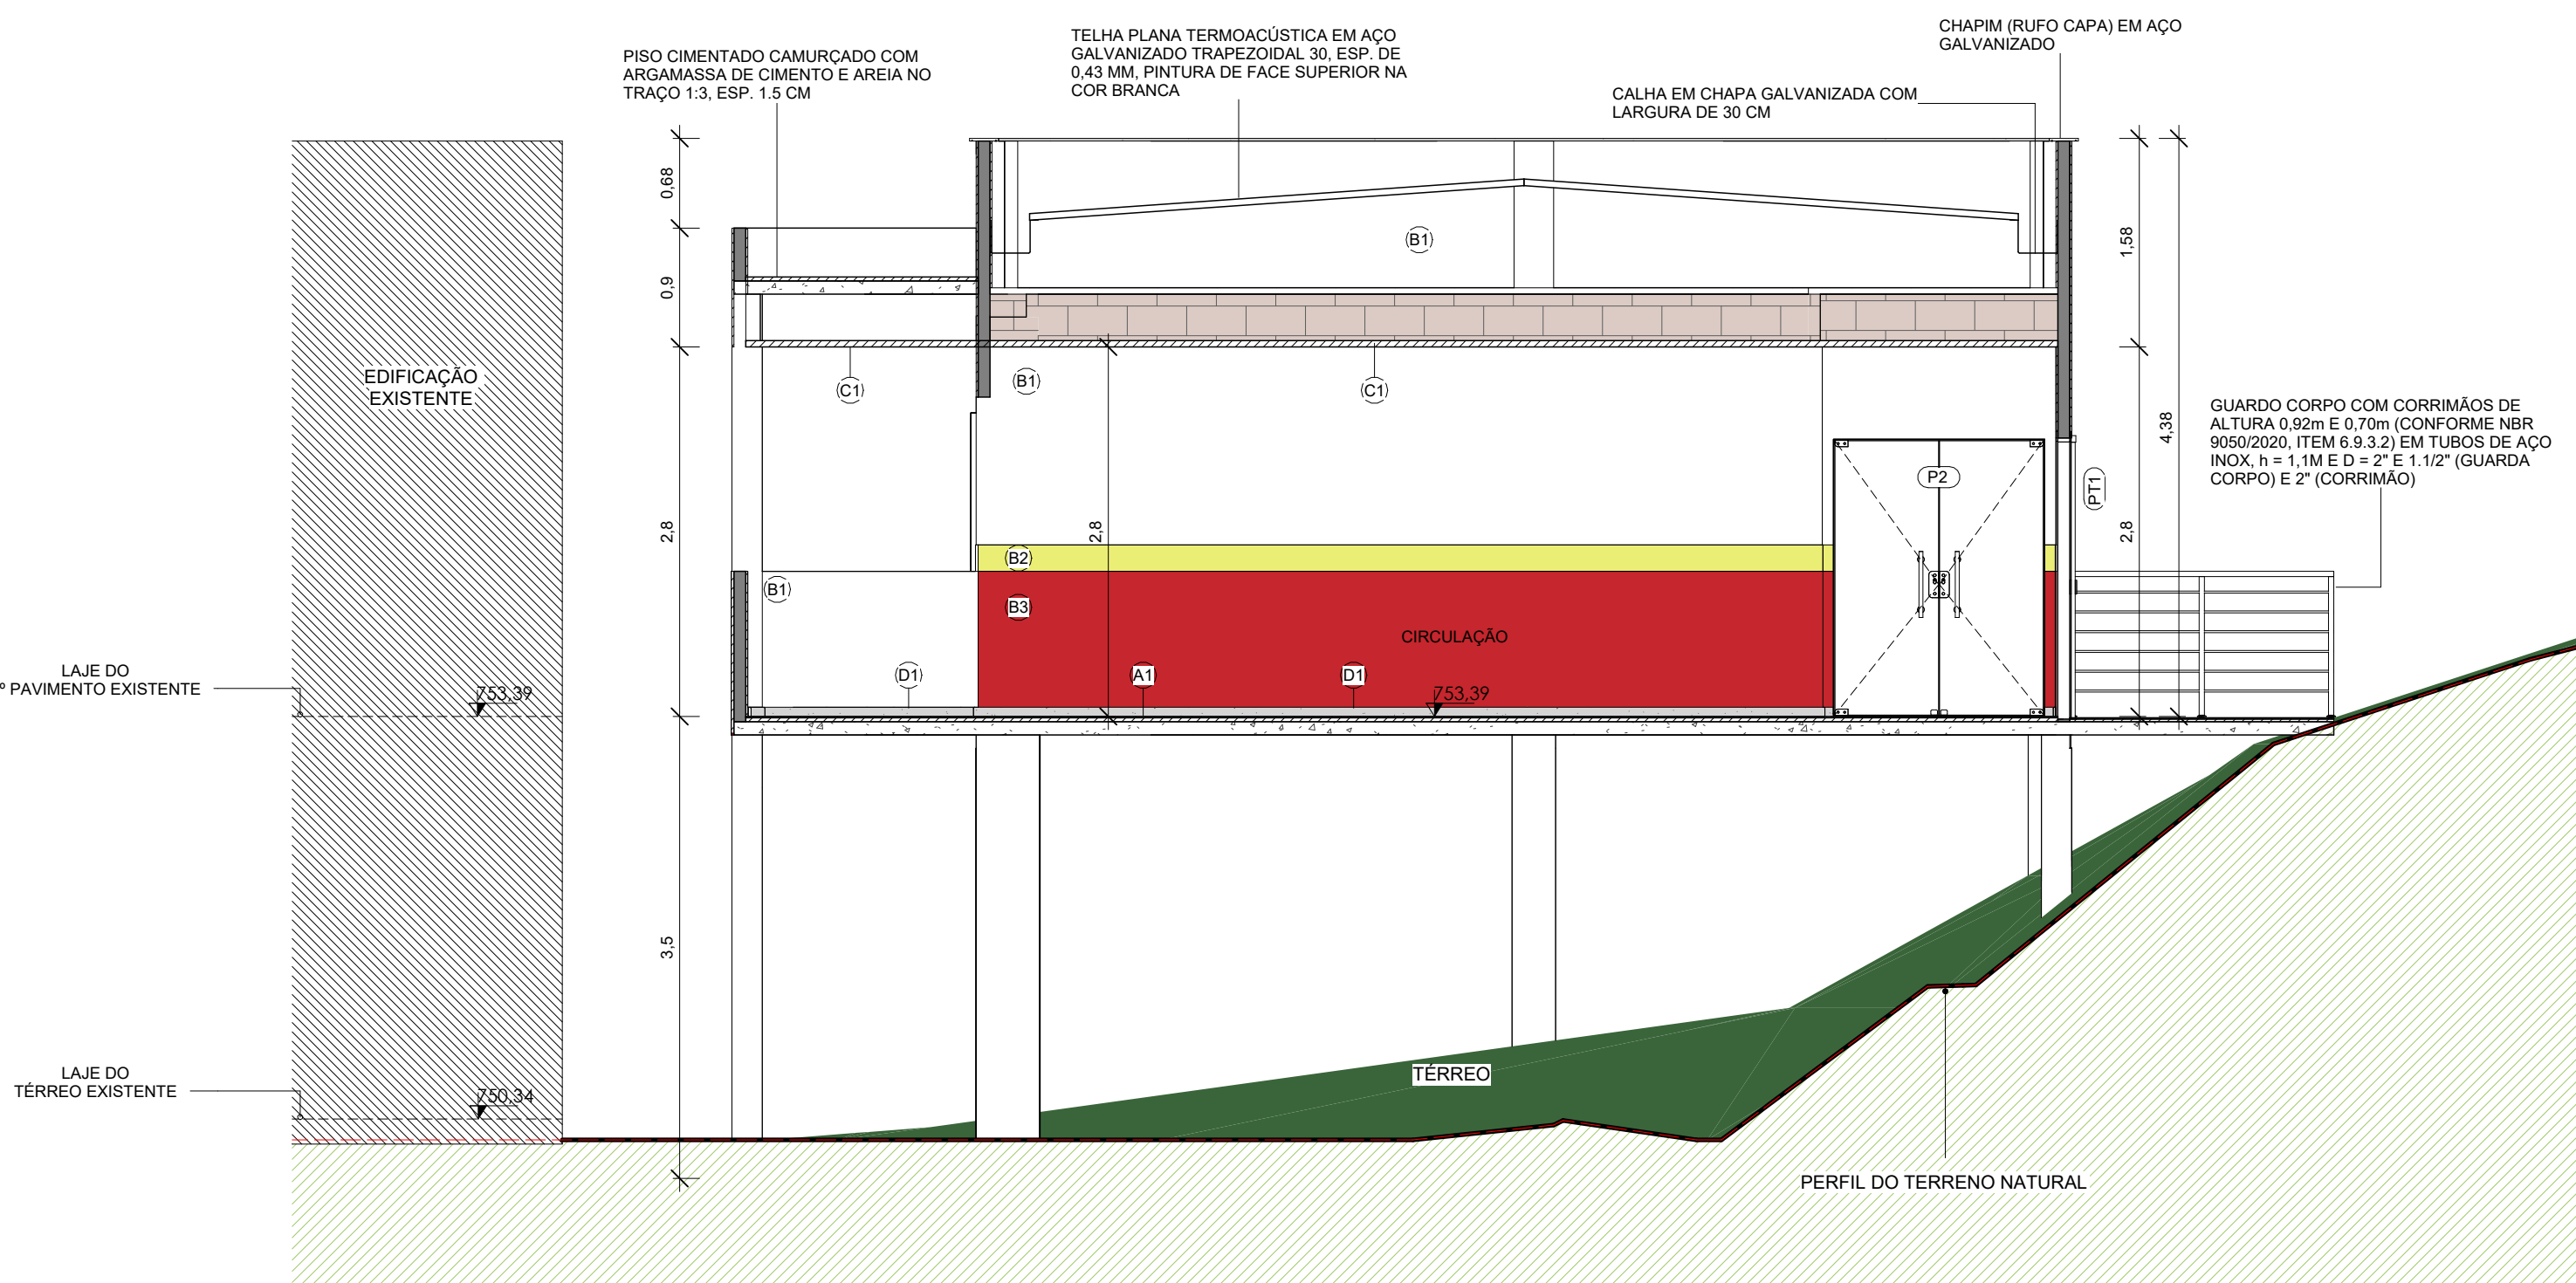 CHAPIM (RUFO CAPA) EM AÇO
GALVANIZADO
TELHA PLANA TERMOACÚSTICA EM AÇO
GALVANIZADO TRAPEZOIDAL 30, ESP. DE
0,43 MM, PINTURA DE FACE SUPERIOR NA
COR BRANCA
PISO CIMENTADO CAMURÇADO COM
ARGAMASSA DE CIMENTO E AREIA NO
TRAÇO 1:3, ESP. 1.5 CM
CALHA EM CHAPA GALVANIZADA COM
LARGURA DE 30 CM
0,68
0,9
2,8
3,5
1,58
4,38
2,8
2,8
B1
EDIFICAÇÃO
EXISTENTE
C1
B1
C1
GUARDO CORPO COM CORRIMÃOS DE
ALTURA 0,92m E 0,70m (CONFORME NBR
9050/2020, ITEM 6.9.3.2) EM TUBOS DE AÇO
INOX, h = 1,1M E D = 2" E 1.1/2" (GUARDA
CORPO) E 2" (CORRIMÃO)
P2
PT1
B2
B1
B3
CIRCULAÇÃO
LAJE DO
º PAVIMENTO EXISTENTE
753,39
D1
A1
D1
753,39
LAJE DO
TÉRREO EXISTENTE
750,34
TÉRREO
PERFIL DO TERRENO NATURAL